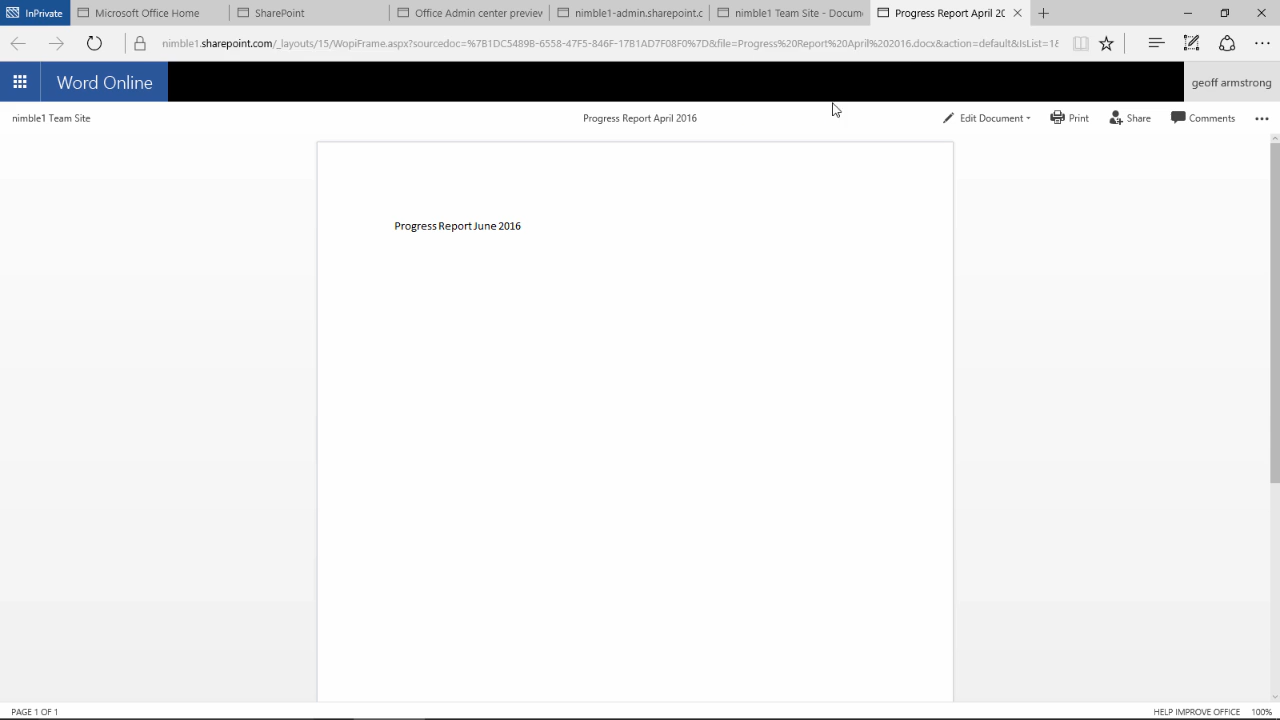 InPrivate
Microsoft Office Home
SharePoint
Office Admin center preview
nimble1-admin.sharepoint.c
nimble1 Team Site - Docum
Progress Report April 20
nimble1.sharepoint.com/_layouts/15/WopiFrame.aspx?sourcedoc=%7B1DC5489B-6558-47F5-846F-17B1AD7F08F0%7D&file=Progress%20Report%20April%202016.docx&action=default&IsList=1&
Word Online
geoff armstrong
nimble1 Team Site
Progress Report April 2016
Edit Document
Print
Share
Comments
Progress Report June 2016
PAGE 1 OF 1
HELP IMPROVE OFFICE
100%